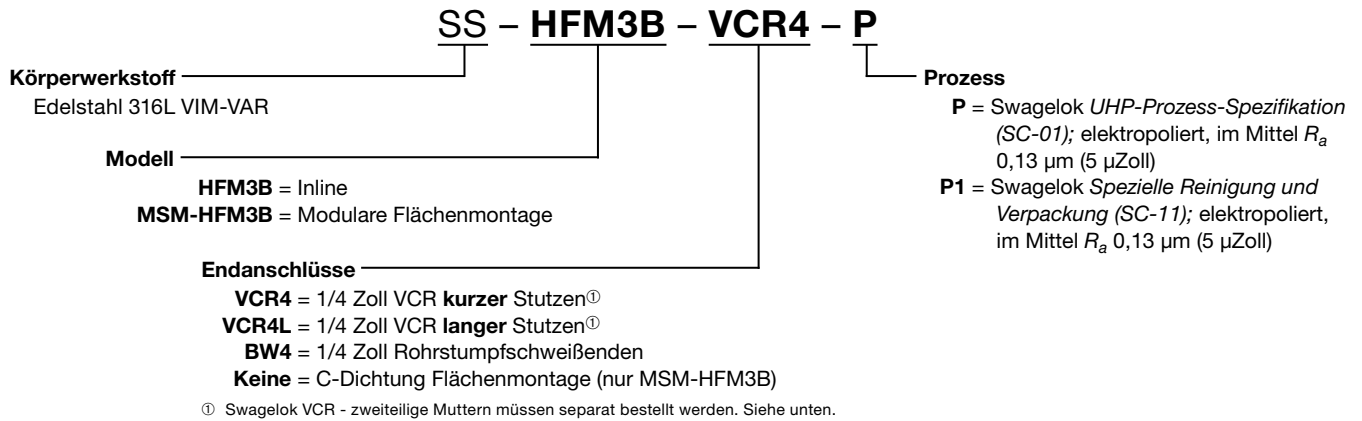 SS – HFM3B – VCR4 – P
Körperwerkstoff
Edelstahl 316L VIM-VAR
Modell
HFM3B = Inline
MSM-HFM3B = Modulare Flächenmontage
Endanschlüsse
VCR4 = 1/4 Zoll VCR kurzer Stutzen①
VCR4L = 1/4 Zoll VCR langer Stutzen①
BW4 = 1/4 Zoll Rohrstumpfschweißenden
Keine = C-Dichtung Flächenmontage (nur MSM-HFM3B)
① Swagelok VCR - zweiteilige Muttern müssen separat bestellt werden. Siehe unten.
Prozess
P = Swagelok UHP-Prozess-Spezifikation
(SC-01); elektropoliert, im Mittel Ra
0,13 µm (5 µZoll)
P1 = Swagelok Spezielle Reinigung und
Verpackung (SC-11); elektropoliert,
im Mittel Ra 0,13 µm (5 µZoll)